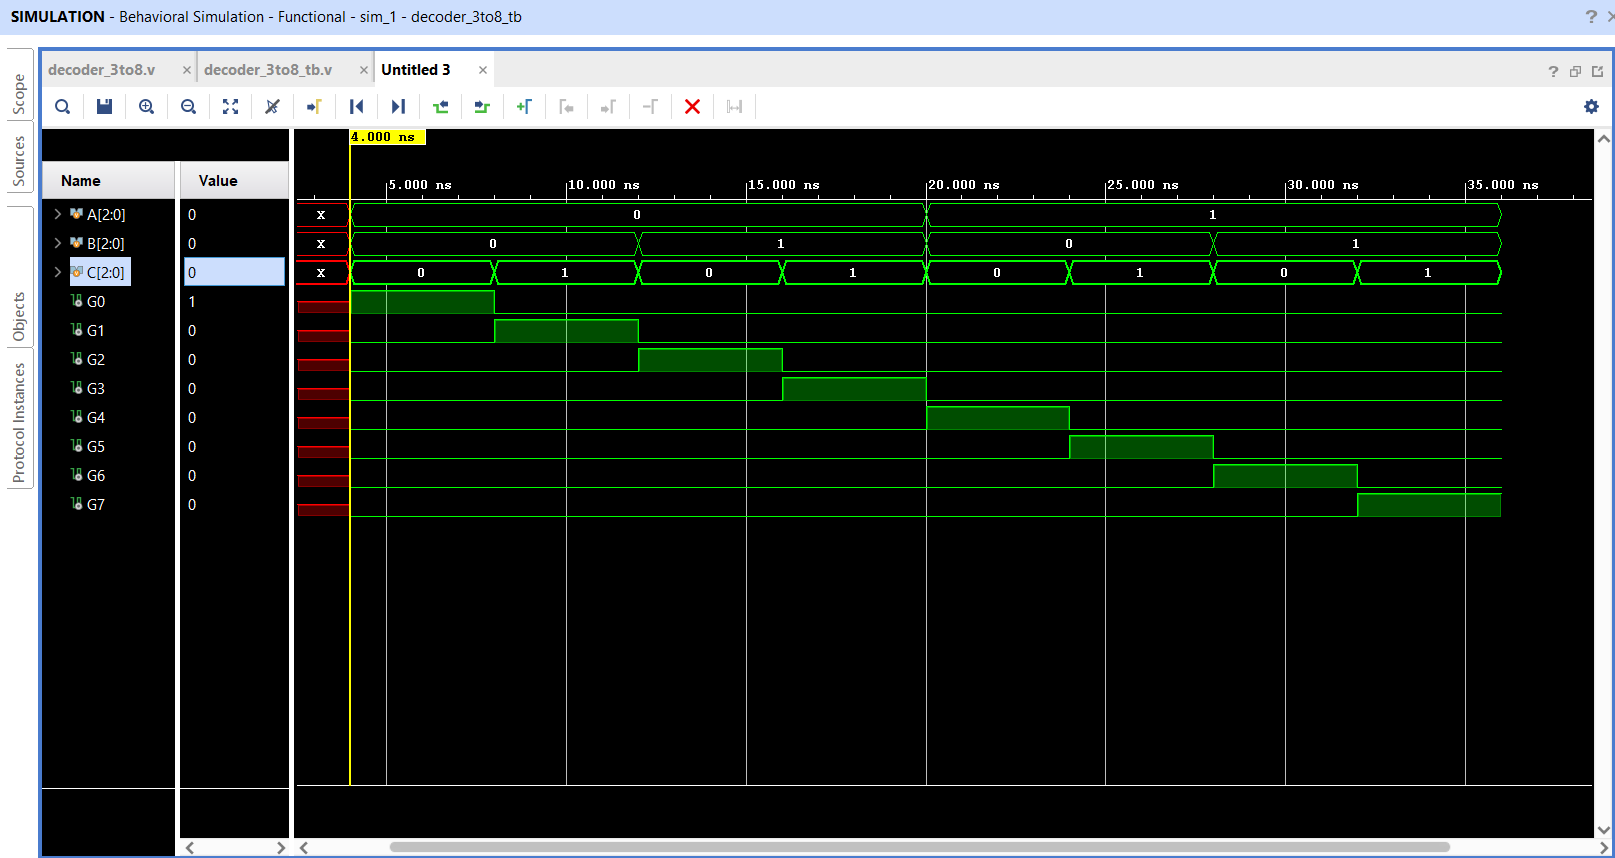 SIMULATION - Behavioral Simulation - Functional - sim_1 - decoder_3to8_tb ?
Scope
Sources
Objects
Protocol Instances
decoder_3to8.v × decoder_3to8_tb.v × Untitled 3 × ?
4.000 ns
Name Value
5.000 ns 10.000 ns 15.000 ns 20.000 ns 25.000 ns 30.000 ns 35.000 ns
A[2:0] 0 X 0 1
B[2:0] 0 X 0 1 0 1
C[2:0] 0 X 0 1 0 1 0 1 0 1
G0 1
G1 0
G2 0
G3 0
G4 0
G5 0
G6 0
G7 0